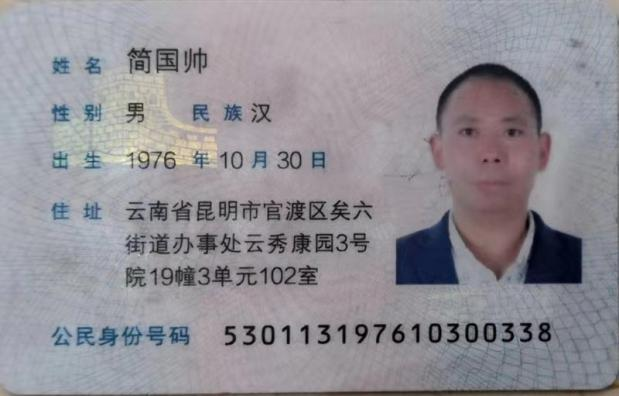 姓名 简国帅
性别 男 民族 汉
出生 1976 年 10 月 30 日
住址 云南省昆明市官渡区矣六
街道办事处云秀康园3号
院19幢3单元102室
公民身份号码 530113197610300338